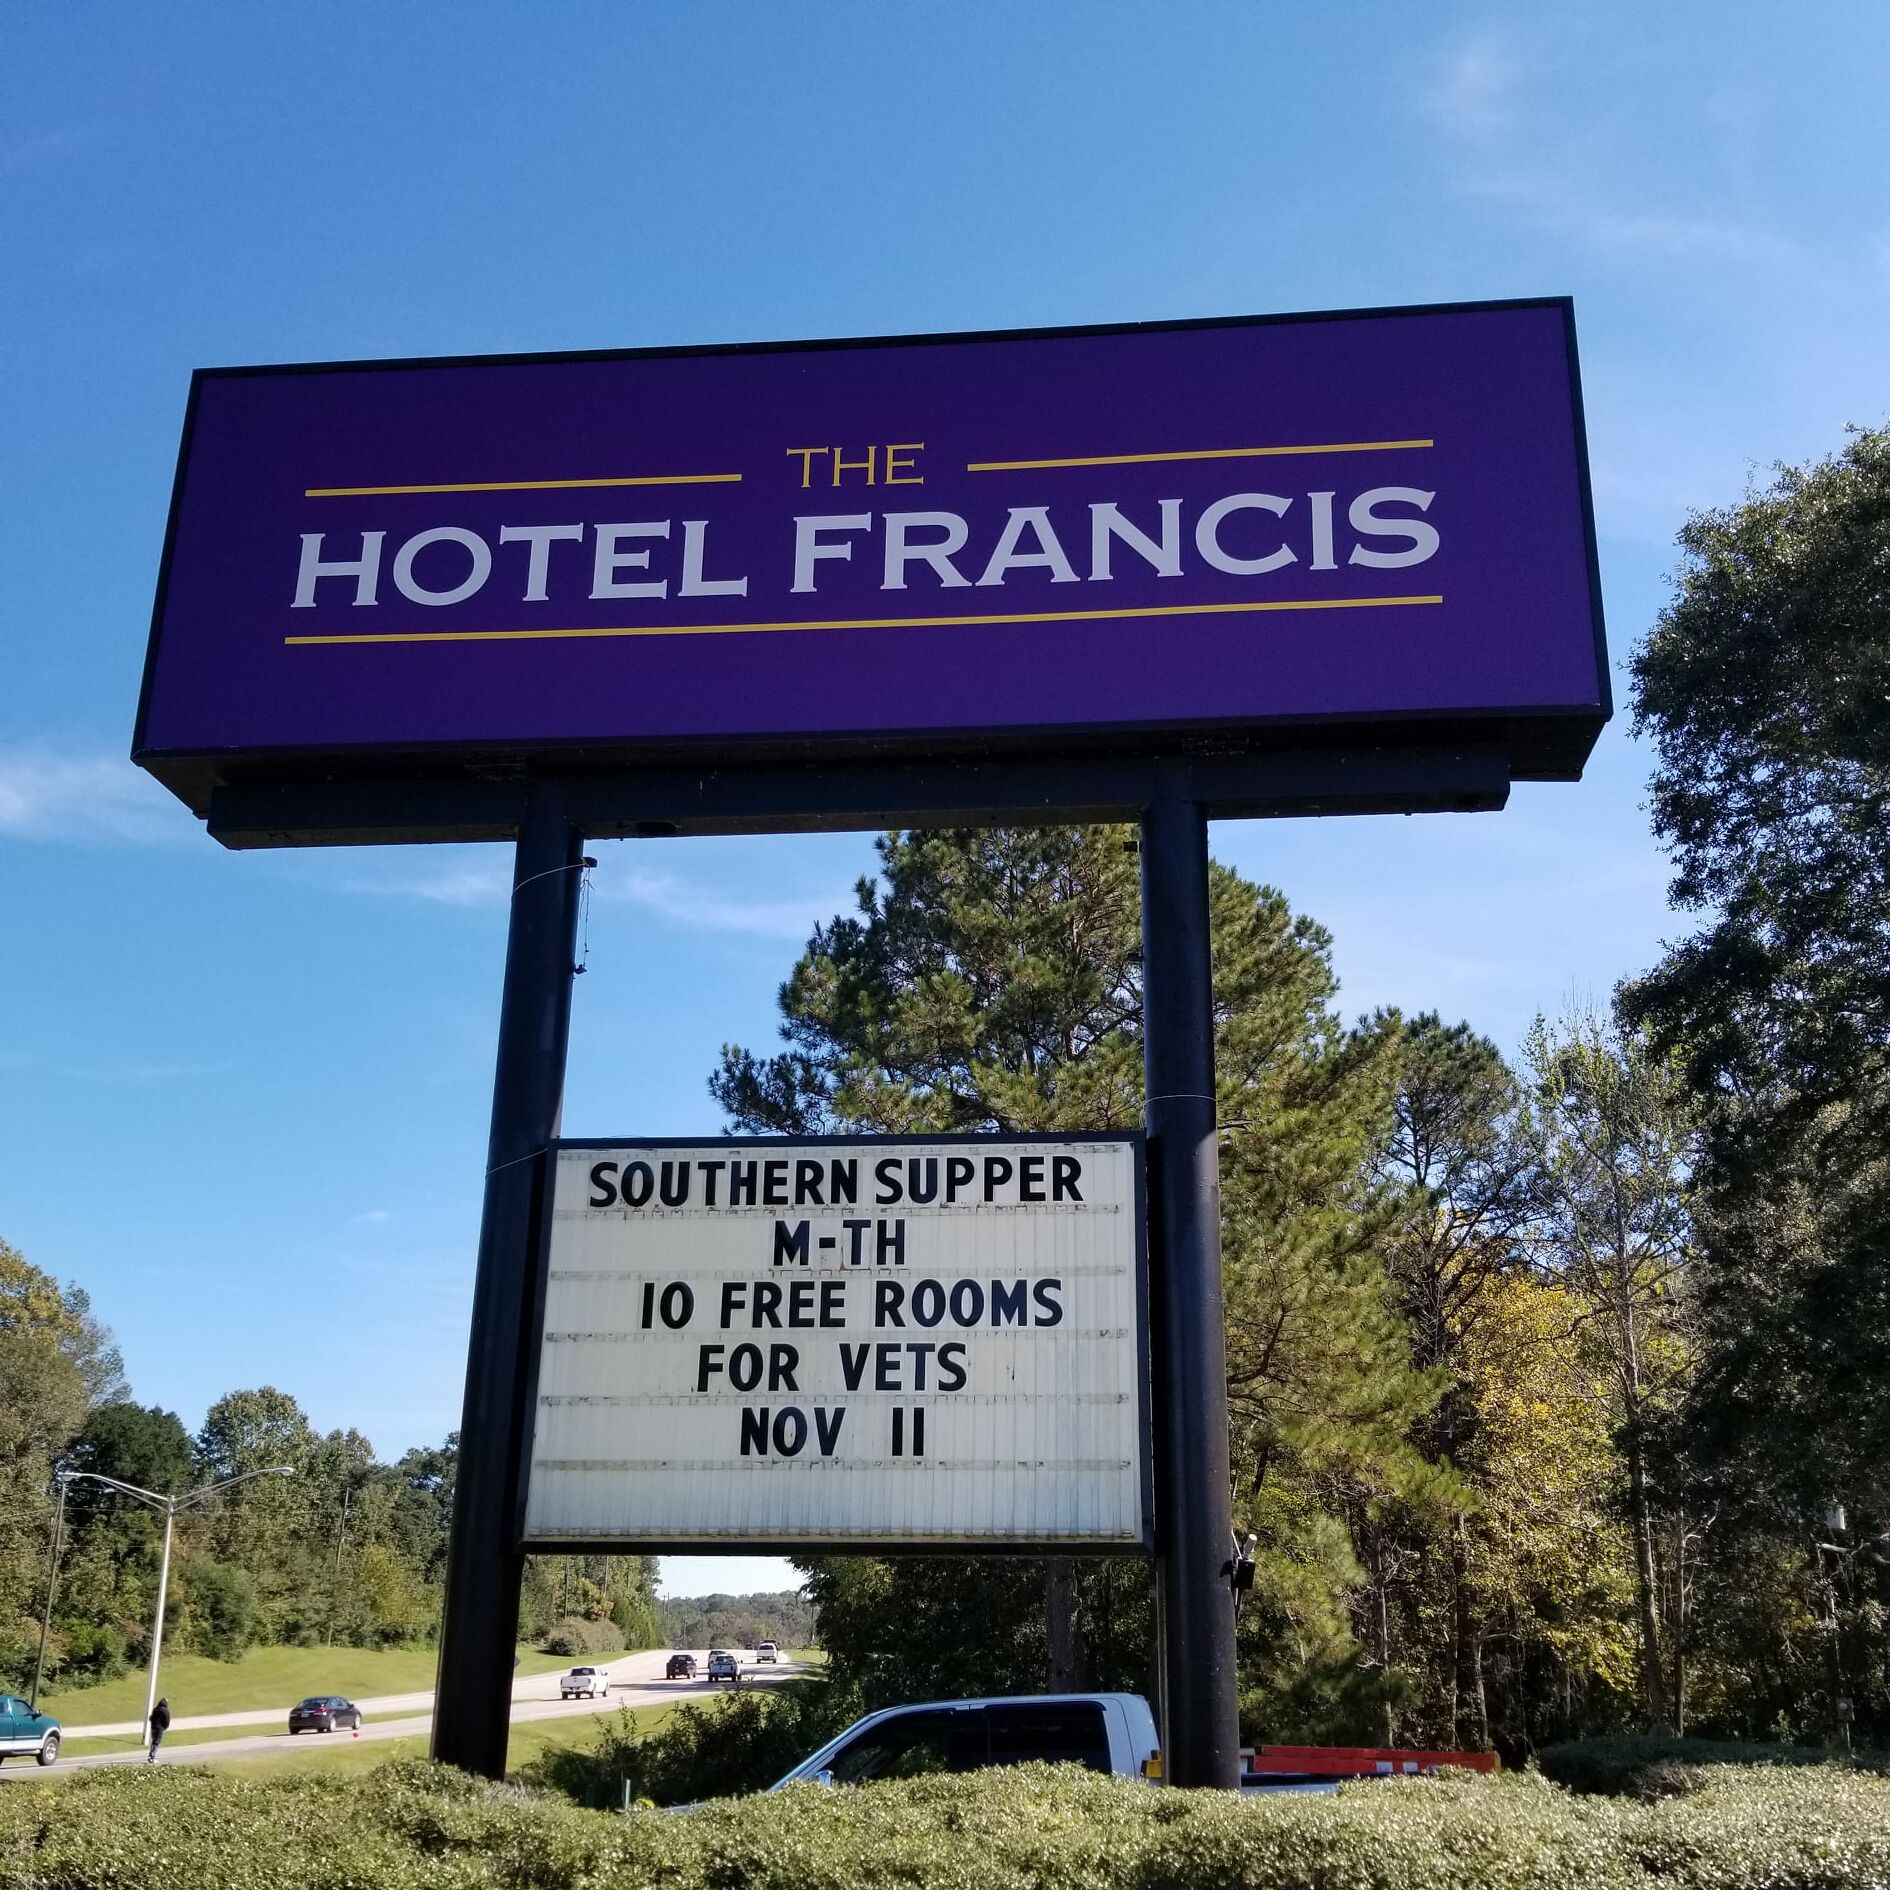 THE
HOTEL FRANCIS
SOUTHERN SUPPER
M-TH
10 FREE ROOMS
FOR VETS
NOV 11